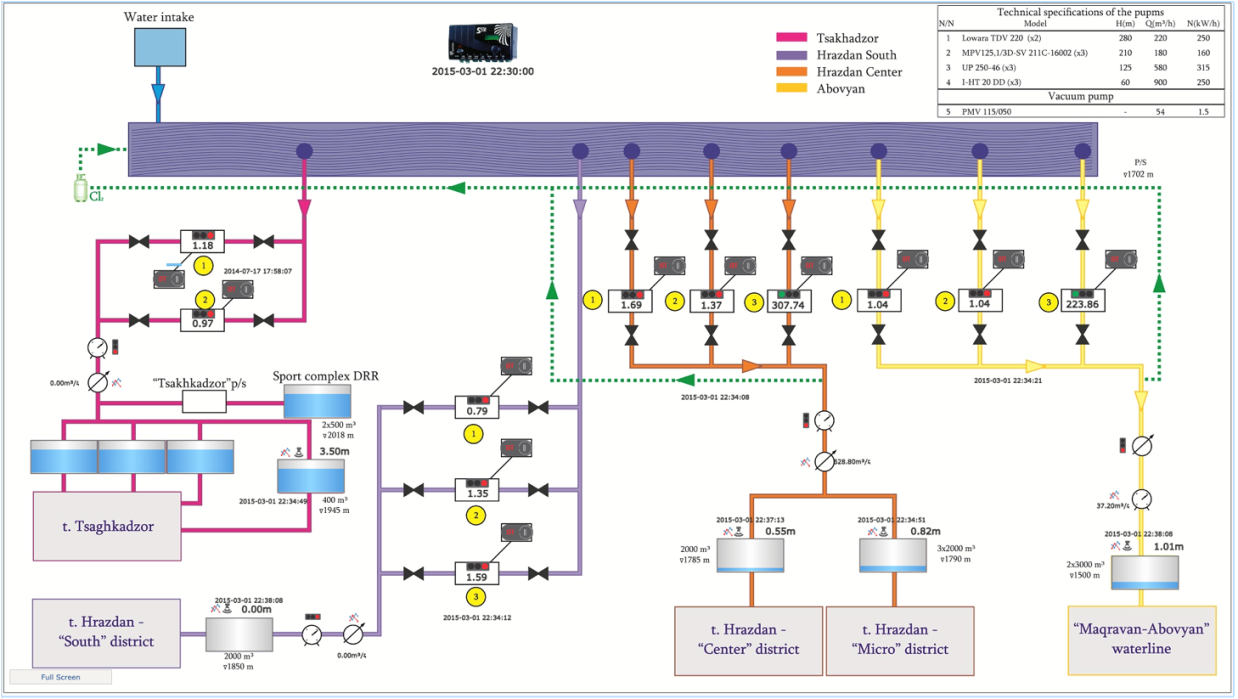 Water intake
2015-03-01 22:30:00
Tsakhadzor
Hrazdan South
Hrazdan Center
Abovyan
Technical specifications of the pupms
N/N Model H(m) Q(m³/h) N(kW/h)
1 Lowara TDV 220 (x2) 280 220 250
2 MPV125,1/3D-SV 211C-16002 (x3) 210 180 160
3 UP 250-46 (x3) 125 580 315
4 I-HT 20 DD (x3) 60 900 250
Vacuum pump
5 PMV 115/050 - 54 1.5
P/S
▿1702 m
CL
1.18
1
2014-07-17 17:58:07
2
0.97
0.00m³/տ
"Tsakhkadzor"p/s
Sport complex DRR
2x500 m³
▿2018 m
3.50m
2015-03-01 22:34:49
400 m³
▿1945 m
t. Tsaghkadzor
0.79
1
1.35
2
1.59
3
2015-03-01 22:34:12
t. Hrazdan -
"South" district
2015-03-01 22:38:08
0.00m
2000 m³
▿1850 m
0.00m³/տ
Full Screen
1 1.69
2 1.37
3 307.74
2015-03-01 22:34:08
628.80m³/տ
2015-03-01 22:37:13
0.55m
2000 m³
▿1785 m
2015-03-01 22:34:51
0.82m
3x2000 m³
▿1790 m
t. Hrazdan -
"Center" district
t. Hrazdan -
"Micro" district
1 1.04
2 1.04
3 223.86
2015-03-01 22:34:21
37.20m³/տ
2015-03-01 22:38:08
1.01m
2x3000 m³
▿1500 m
"Maqravan-Abovyan"
waterline